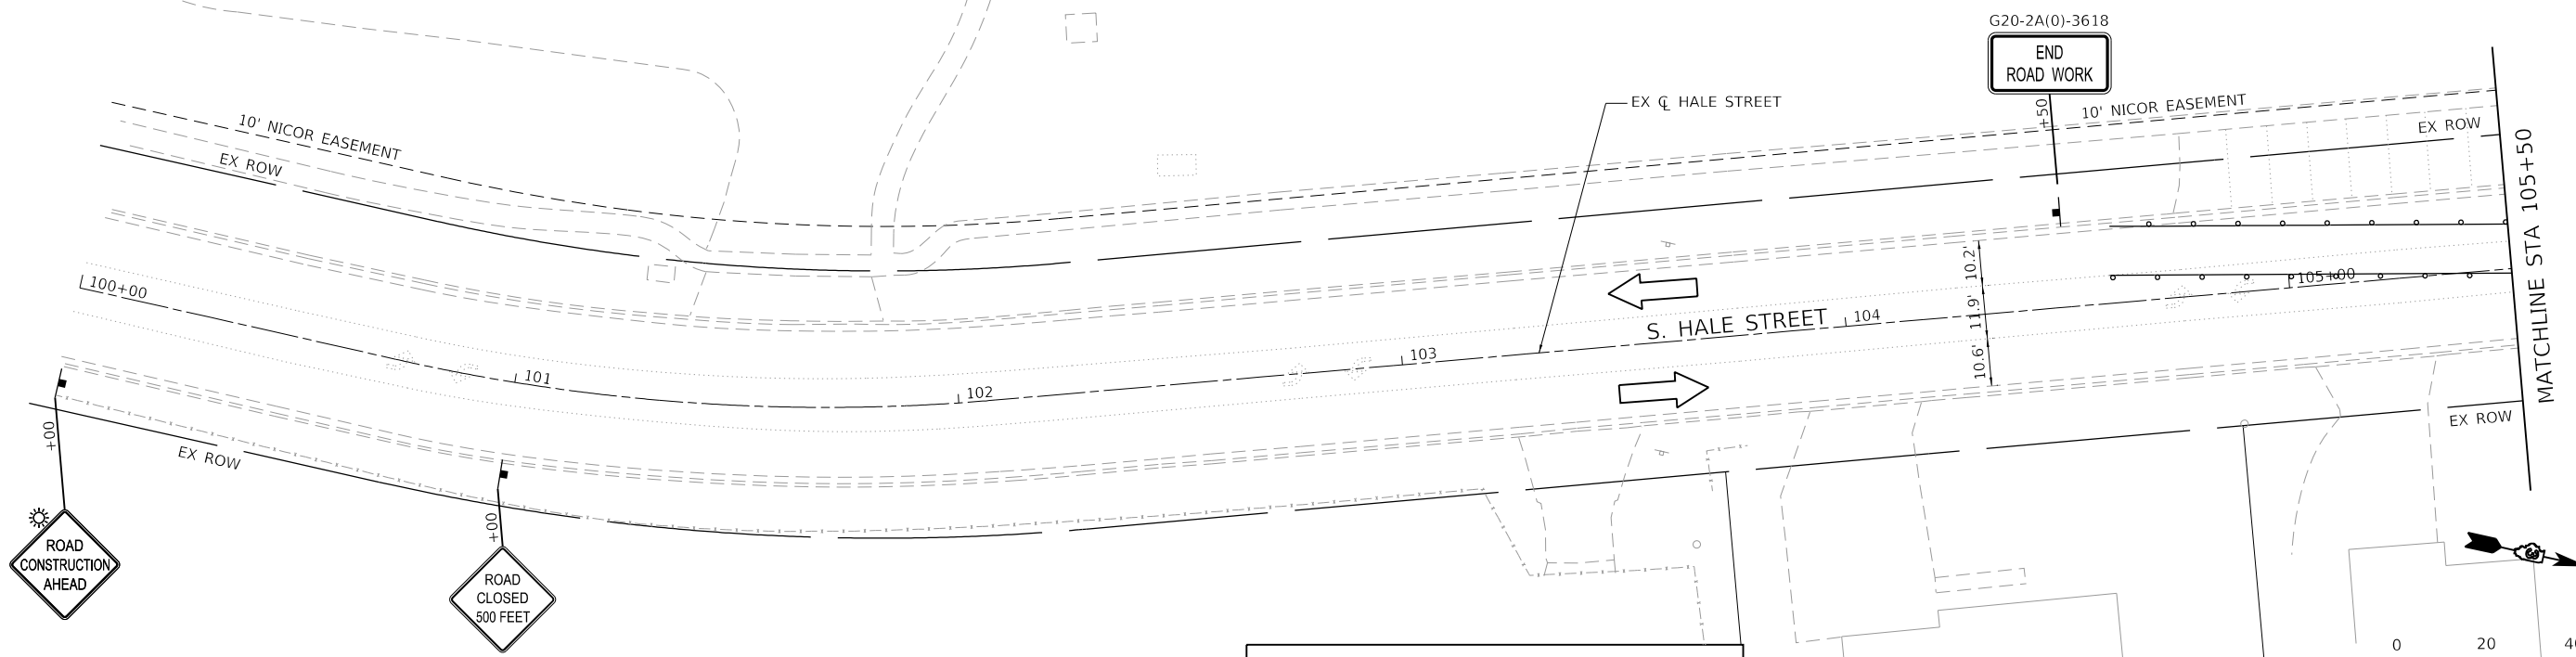 G20-2A(0)-3618
END
ROAD WORK
+50
10' NICOR EASEMENT
EX ROW
EX ℄ HALE STREET
10' NICOR EASEMENT
EX ROW
MATCHLINE STA 105+50
100+00
101
102
103
104
105+00
S. HALE STREET
10.2'
11.9'
10.6'
+00
EX ROW
+00
EX ROW
ROAD
CONSTRUCTION
AHEAD
ROAD
CLOSED
500 FEET
0 20